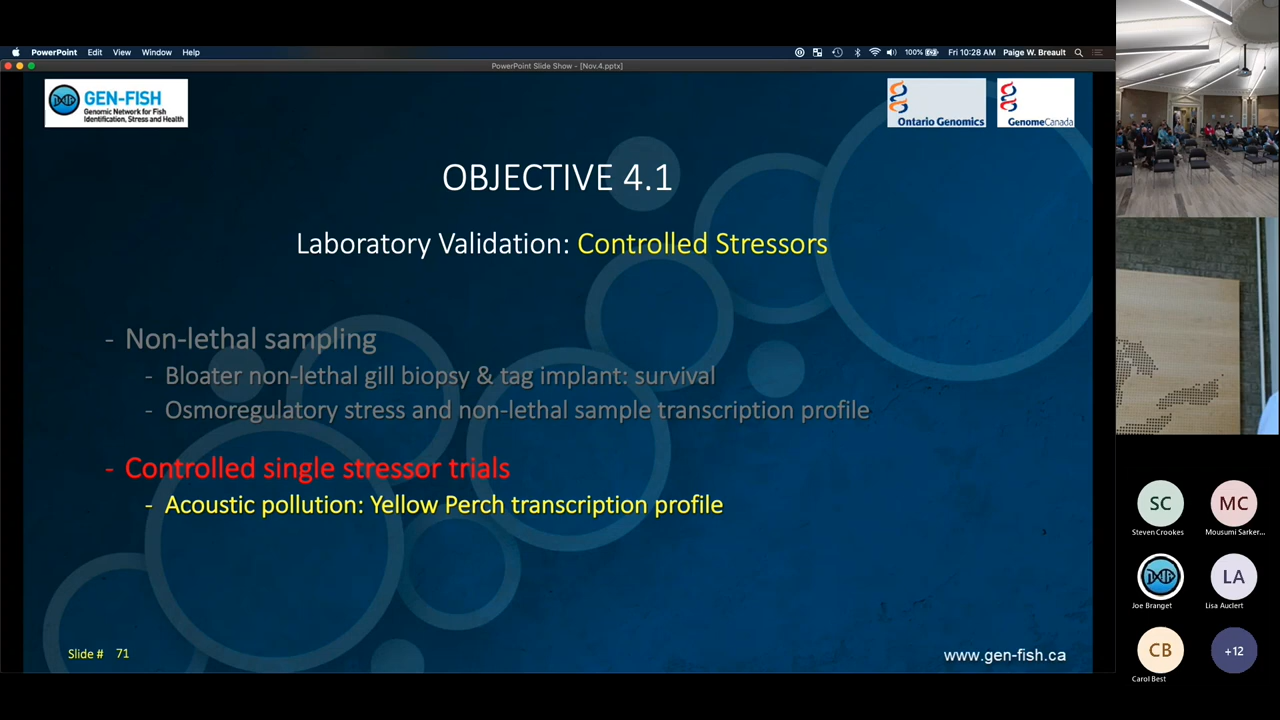 PowerPoint Edit View Window Help
100% Fri 10:28 AM Paige W. Breault
PowerPoint Slide Show - [Nov.4.pptx]
GEN-FISH
Genomic Network for Fish
Identification, Stress and Health
Ontario Genomics
GenomeCanada
OBJECTIVE 4.1
Laboratory Validation: Controlled Stressors
- Non-lethal sampling
- Bloater non-lethal gill biopsy & tag implant: survival
- Osmoregulatory stress and non-lethal sample transcription profile
- Controlled single stressor trials
- Acoustic pollution: Yellow Perch transcription profile
Slide # 71
www.gen-fish.ca
SC
Steven Crookes
MC
Mousumi Sarker...
Joe Branget
LA
Lisa Auclert
CB
Carol Best
+12